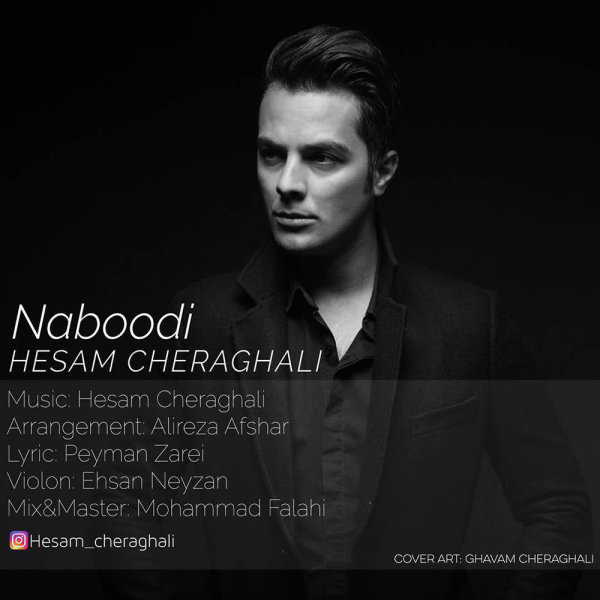 Naboodi
HESAM CHERAGHALI
Music: Hesam Cheraghali
Arrangement: Alireza Afshar
Lyric: Peyman Zarei
Violon: Ehsan Neyzan
Mix&Master: Mohammad Falahi
Hesam_cheraghali
COVER ART: GHAVAM CHERAGHALI